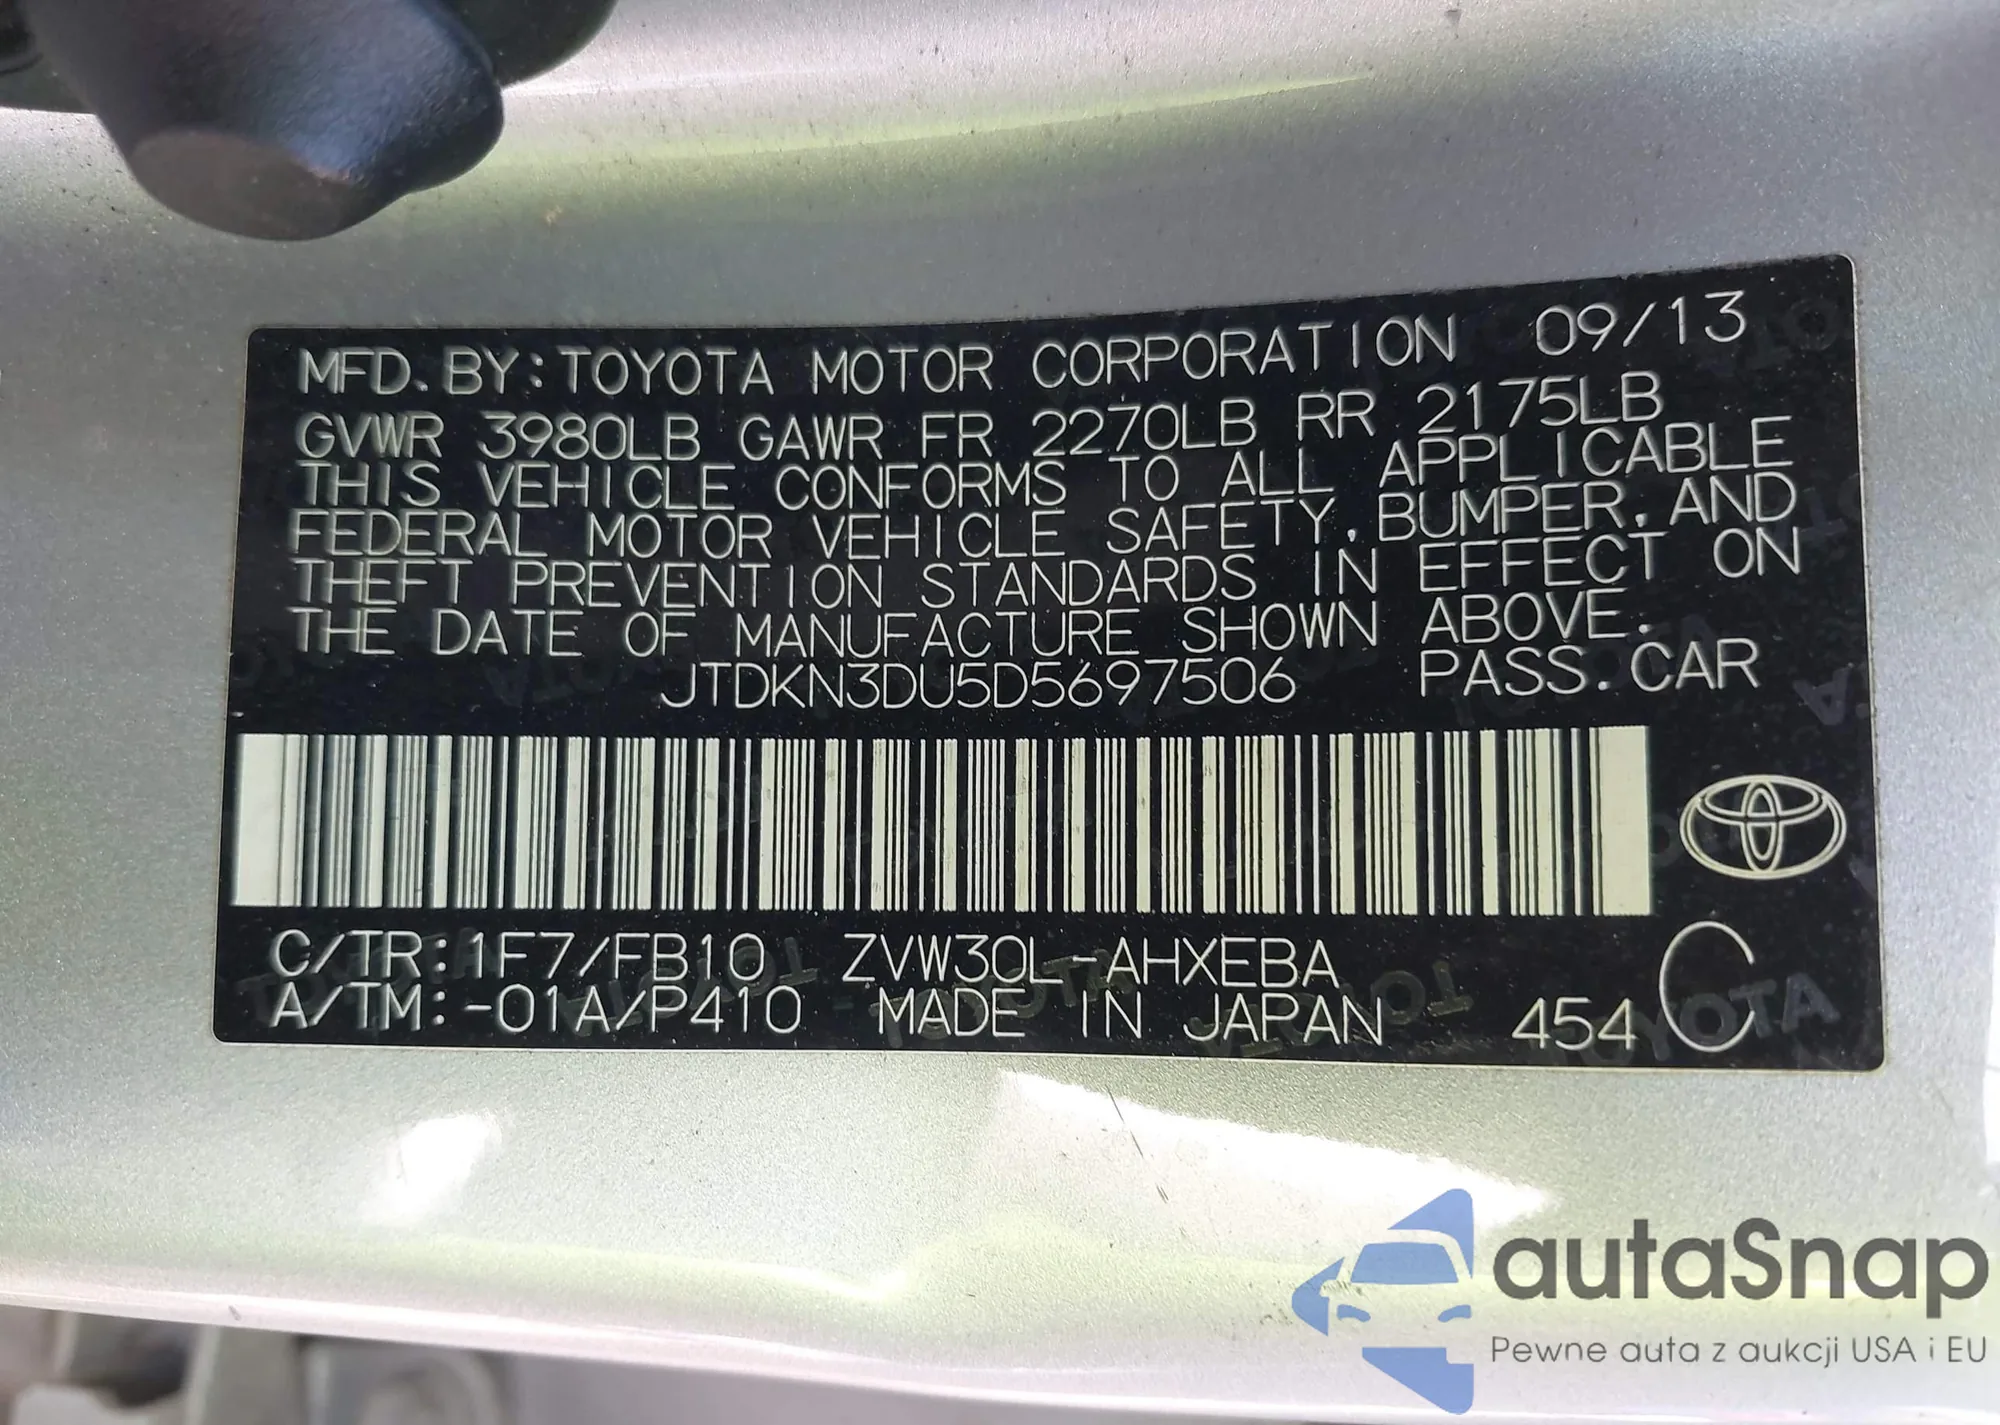 MFD. BY: TOYOTA MOTOR CORPORATION 09/13
GVWR 3980LB GAWR FR 2270LB RR 2175LB
THIS VEHICLE CONFORMS TO ALL APPLICABLE
FEDERAL MOTOR VEHICLE SAFETY, BUMPER, AND
THEFT PREVENTION STANDARDS IN EFFECT ON
THE DATE OF MANUFACTURE SHOWN ABOVE.
JTDKN3DU5D5697506 PASS. CAR
C/TR: 1F7/FB10 ZVW30L-AHXEBA
A/TM: -01A/P410 MADE IN JAPAN 454 C
autaSnap
Pewne auta z aukcji USA i EU